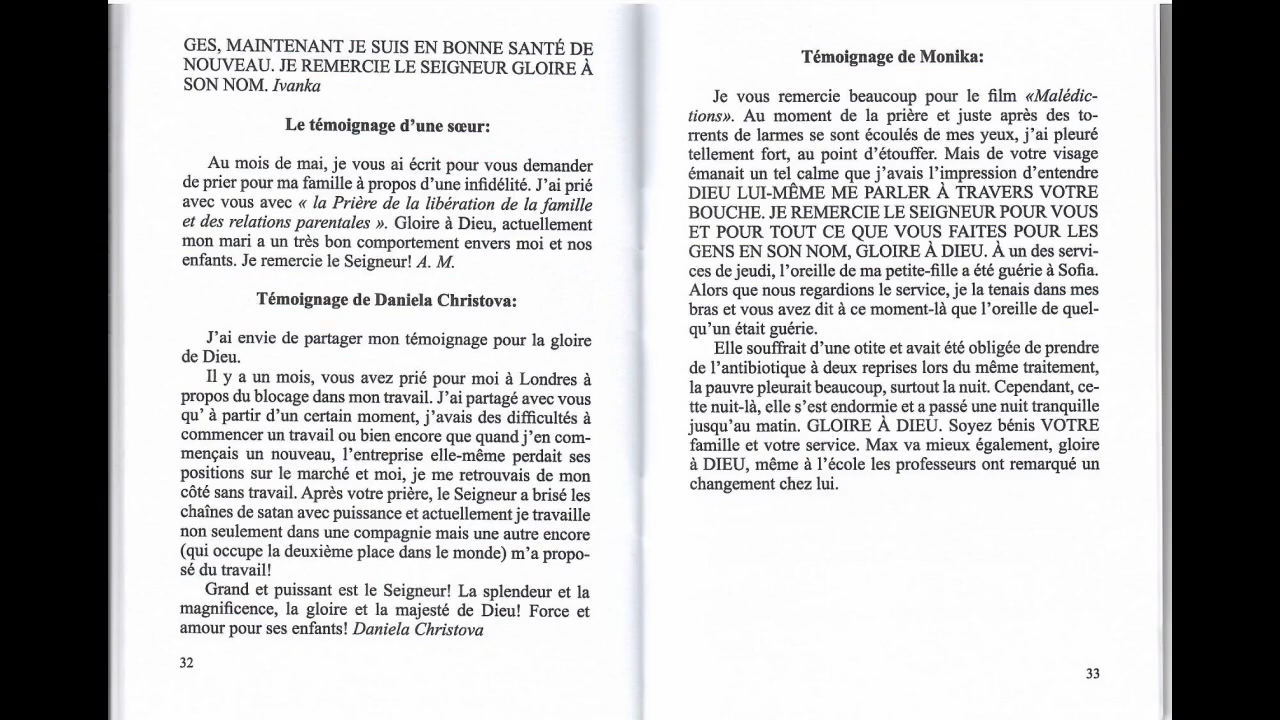 GES, MAINTENANT JE SUIS EN BONNE SANTÉ DE
NOUVEAU. JE REMERCIE LE SEIGNEUR GLOIRE À
SON NOM. Ivanka
Le témoignage d’une sœur:
Au mois de mai, je vous ai écrit pour vous demander
de prier pour ma famille à propos d’une infidélité. J’ai prié
avec vous avec « la Prière de la libération de la famille
et des relations parentales ». Gloire à Dieu, actuellement
mon mari a un très bon comportement envers moi et nos
enfants. Je remercie le Seigneur! A. M.
Témoignage de Daniela Christova:
J’ai envie de partager mon témoignage pour la gloire
de Dieu.
Il y a un mois, vous avez prié pour moi à Londres à
propos du blocage dans mon travail. J’ai partagé avec vous
qu’ à partir d’un certain moment, j’avais des difficultés à
commencer un travail ou bien encore que quand j’en com-
mençais un nouveau, l’entreprise elle-même perdait ses
positions sur le marché et moi, je me retrouvais de mon
côté sans travail. Après votre prière, le Seigneur a brisé les
chaînes de satan avec puissance et actuellement je travaille
non seulement dans une compagnie mais une autre encore
(qui occupe la deuxième place dans le monde) m’a propo-
sé du travail!
Grand et puissant est le Seigneur! La splendeur et la
magnificence, la gloire et la majesté de Dieu! Force et
amour pour ses enfants! Daniela Christova
32
Témoignage de Monika:
Je vous remercie beaucoup pour le film «Malédic-
tions». Au moment de la prière et juste après des to-
rrents de larmes se sont écoulés de mes yeux, j’ai pleuré
tellement fort, au point d’étouffer. Mais de votre visage
émanait un tel calme que j’avais l’impression d’entendre
DIEU LUI-MÊME ME PARLER À TRAVERS VOTRE
BOUCHE. JE REMERCIE LE SEIGNEUR POUR VOUS
ET POUR TOUT CE QUE VOUS FAITES POUR LES
GENS EN SON NOM, GLOIRE À DIEU. À un des servi-
ces de jeudi, l’oreille de ma petite-fille a été guérie à Sofia.
Alors que nous regardions le service, je la tenais dans mes
bras et vous avez dit à ce moment-là que l’oreille de quel-
qu’un était guérie.
Elle souffrait d’une otite et avait été obligée de prendre
de l’antibiotique à deux reprises lors du même traitement,
la pauvre pleurait beaucoup, surtout la nuit. Cependant, ce-
tte nuit-là, elle s’est endormie et a passé une nuit tranquille
jusqu’au matin. GLOIRE À DIEU. Soyez bénis VOTRE
famille et votre service. Max va mieux également, gloire
à DIEU, même à l’école les professeurs ont remarqué un
changement chez lui.
33